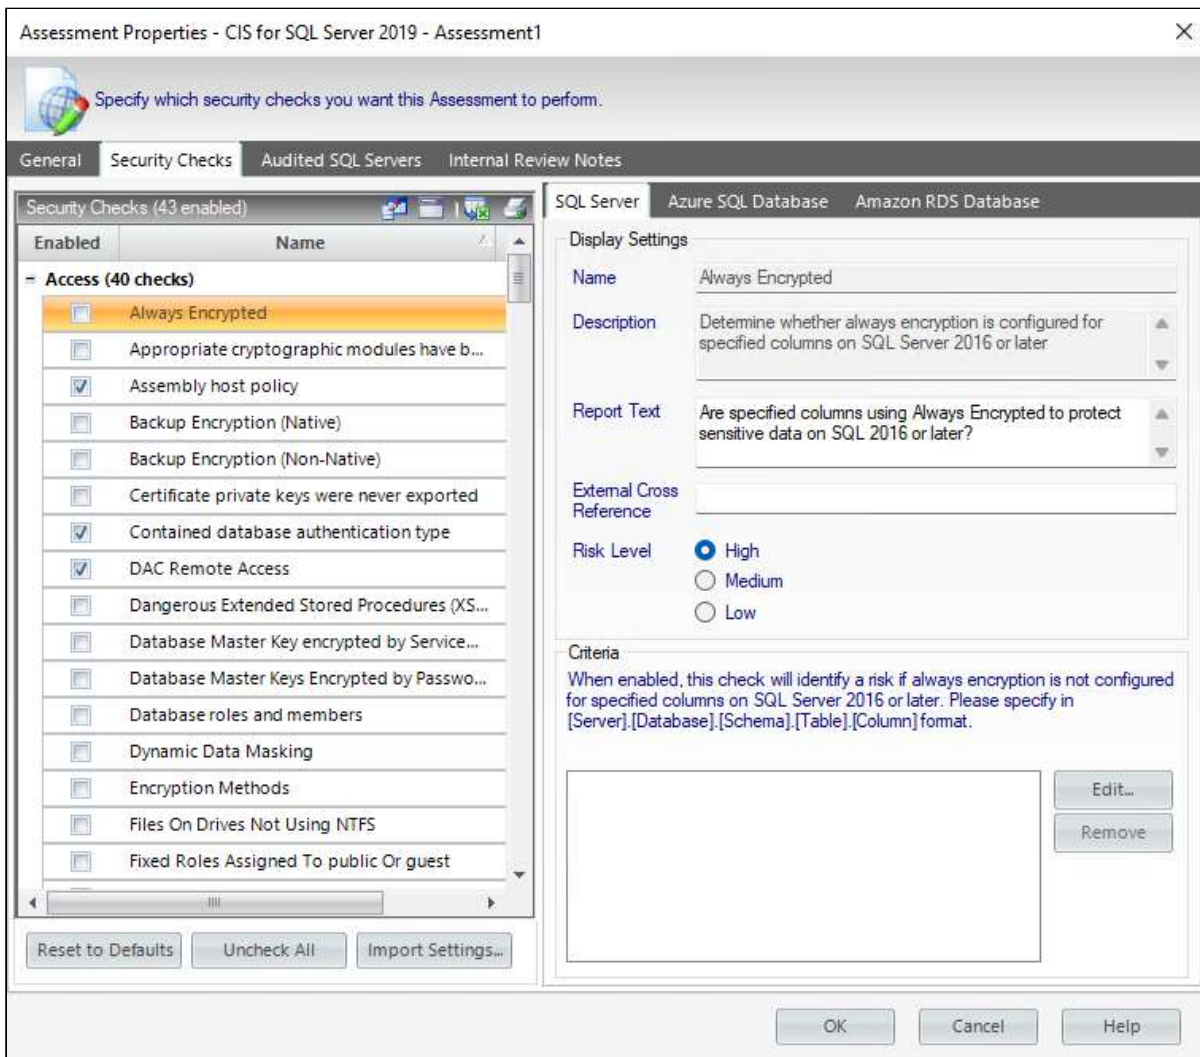 Assessment Properties - CIS for SQL Server 2019 - Assessment1
Specify which security checks you want this Assessment to perform.
General Security Checks Audited SQL Servers Internal Review Notes
Security Checks (43 enabled)
Enabled Name
Access (40 checks)
Always Encrypted
Appropriate cryptographic modules have b...
Assembly host policy
Backup Encryption (Native)
Backup Encryption (Non-Native)
Certificate private keys were never exported
Contained database authentication type
DAC Remote Access
Dangerous Extended Stored Procedures (XS...
Database Master Key encrypted by Service...
Database Master Keys Encrypted by Passwo...
Database roles and members
Dynamic Data Masking
Encryption Methods
Files On Drives Not Using NTFS
Fixed Roles Assigned To public Or guest
Reset to Defaults Uncheck All Import Settings...
SQL Server Azure SQL Database Amazon RDS Database
Display Settings
Name Always Encrypted
Description Determine whether always encryption is configured for
specified columns on SQL Server 2016 or later
Report Text Are specified columns using Always Encrypted to protect
sensitive data on SQL 2016 or later?
External Cross
Reference
Risk Level High
Medium
Low
Criteria
When enabled, this check will identify a risk if always encryption is not configured
for specified columns on SQL Server 2016 or later. Please specify in
[Server].[Database].[Schema].[Table].[Column] format.
Edit...
Remove
OK Cancel Help